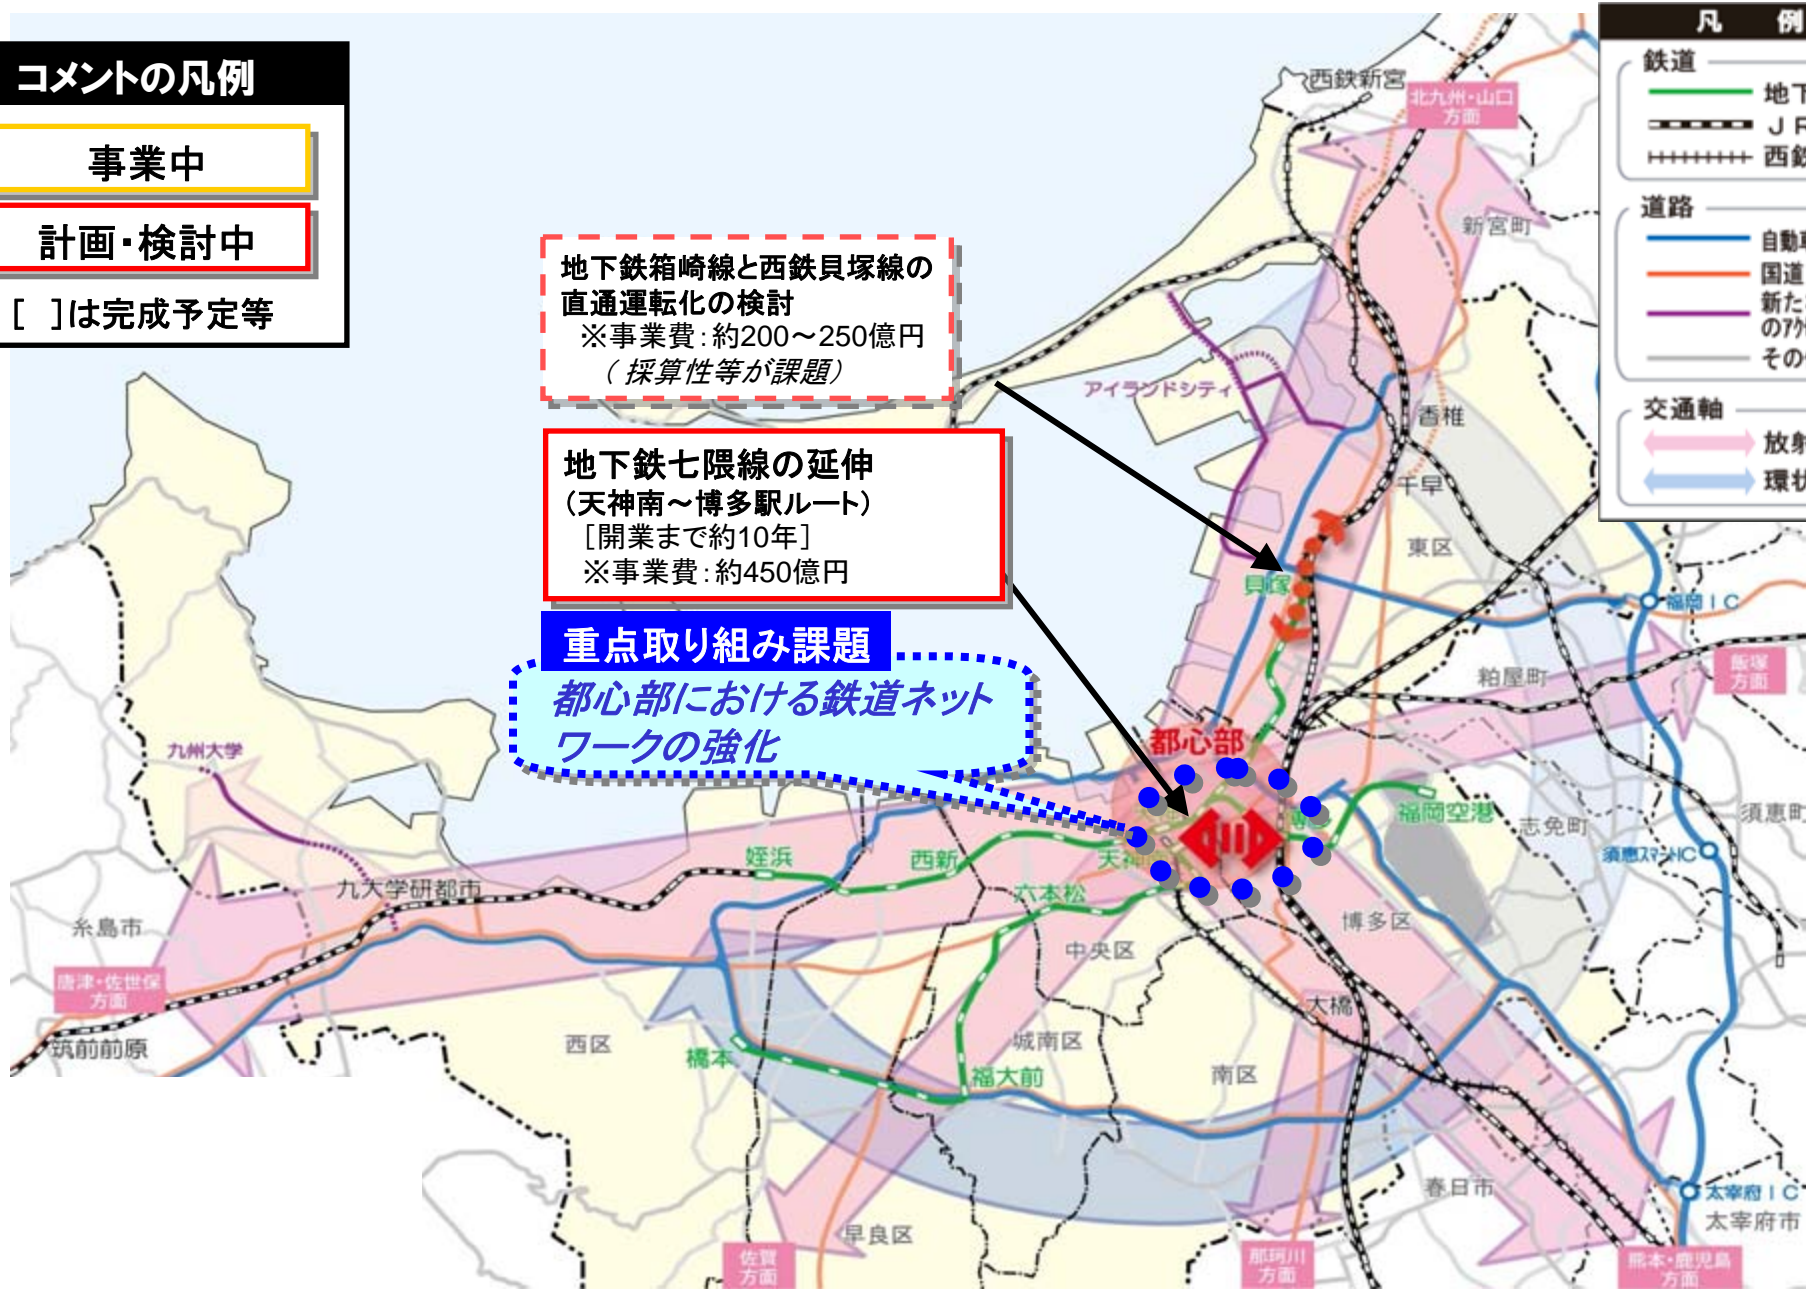 コメントの凡例
事業中
計画・検討中
[ ]は完成予定等
地下鉄箱崎線と西鉄貝塚線の
直通運転化の検討
※事業費：約200～250億円
（ 採算性等が課題）
地下鉄七隈線の延伸
（天神南～博多駅ルート）
［開業まで約10年］
※事業費：約450億円
重点取り組み課題
都心部における鉄道ネット
ワークの強化
凡 例
鉄道
地下
ＪＲ
西鉄
道路
自動車
国道
新た
のアク
その
交通軸
放射
環状
西鉄新宮
北九州・山口
方面
新宮町
アイランドシティ
香椎
千早
東区
貝塚
福岡ＩＣ
粕屋町
飯塚
方面
都心部
九州大学
福岡空港
志免町
須恵町
須恵スマートIC
姪浜
西新
天神南
六本松
九大学研都市
糸島市
中央区
博多区
唐津・佐世保
方面
大橋
筑前前原
西区
橋本
城南区
福大前
南区
春日市
太宰府ＩＣ
太宰府市
早良区
佐賀
方面
那珂川
方面
熊本・鹿児島
方面